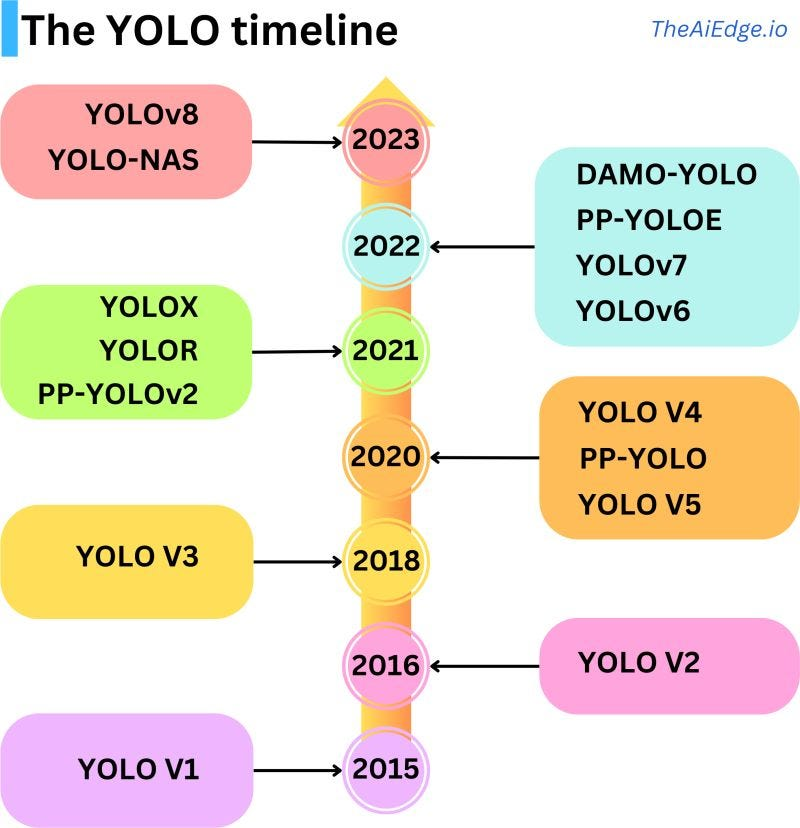 The YOLO timeline
TheAiEdge.io
YOLOv8
YOLO-NAS
2023
DAMO-YOLO
PP-YOLOE
YOLOv7
YOLOv6
2022
YOLOX
YOLOR
PP-YOLOv2
2021
YOLO V4
PP-YOLO
YOLO V5
2020
YOLO V3
2018
YOLO V2
2016
YOLO V1
2015